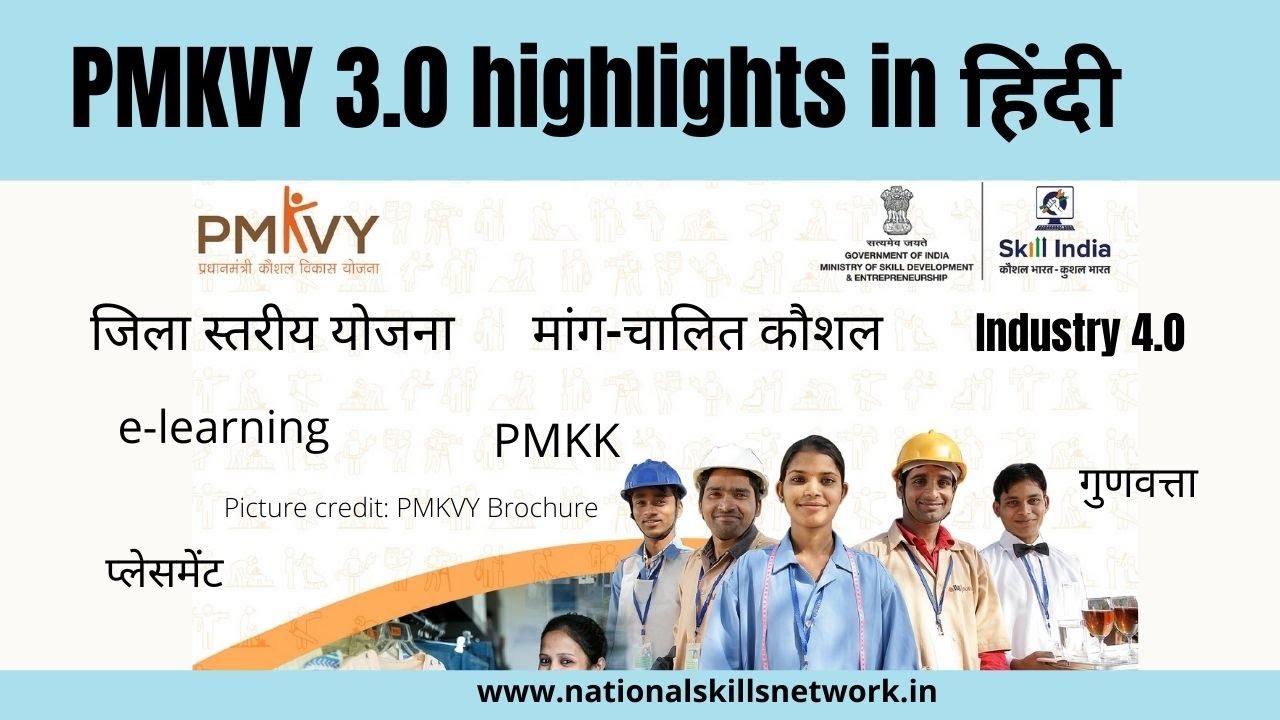 PMKVY 3.0 highlights in हिंदी
PMKVY
प्रधानमंत्री कौशल विकास योजना
सत्यमेव जयते
GOVERNMENT OF INDIA
MINISTRY OF SKILL DEVELOPMENT
& ENTREPRENEURSHIP
Skill India
कौशल भारत - कुशल भारत
जिला स्तरीय योजना
मांग-चालित कौशल
Industry 4.0
e-learning
PMKK
गुणवत्ता
Picture credit: PMKVY Brochure
प्लेसमेंट
www.nationalskillsnetwork.in